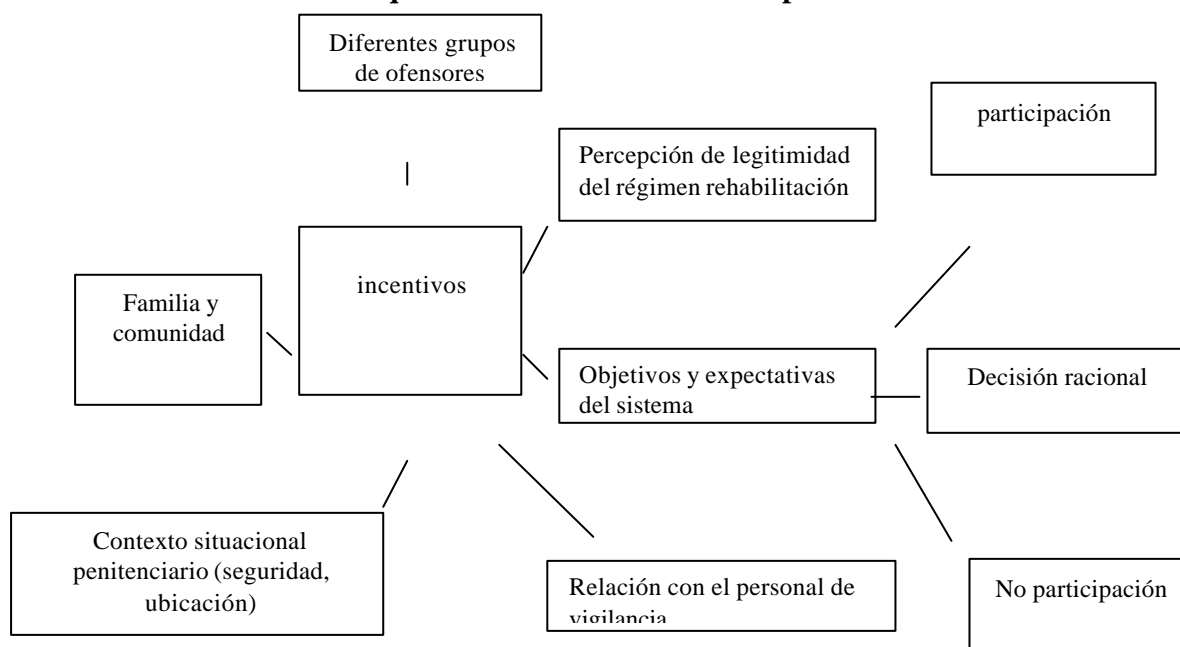 Diferentes grupos
de ofensores
participación
Percepción de legitimidad
del régimen rehabilitación
incentivos
Familia y
comunidad
Objetivos y expectativas
del sistema
Decisión racional
Contexto situacional
penitenciario (seguridad,
ubicación)
Relación con el personal de
vigilancia
No participación